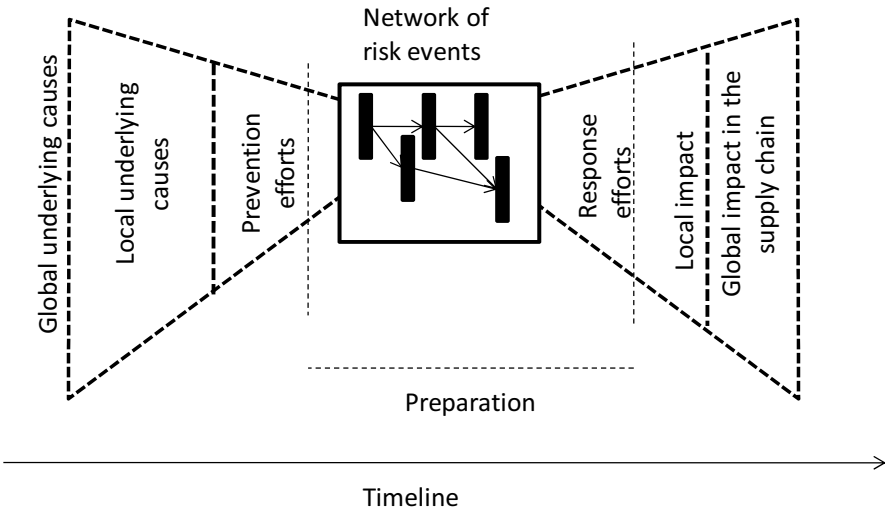 Network of
risk events
Global underlying causes
Local underlying
causes
Prevention
efforts
Response
efforts
Local impact
Global impact in the
supply chain
Preparation
Timeline